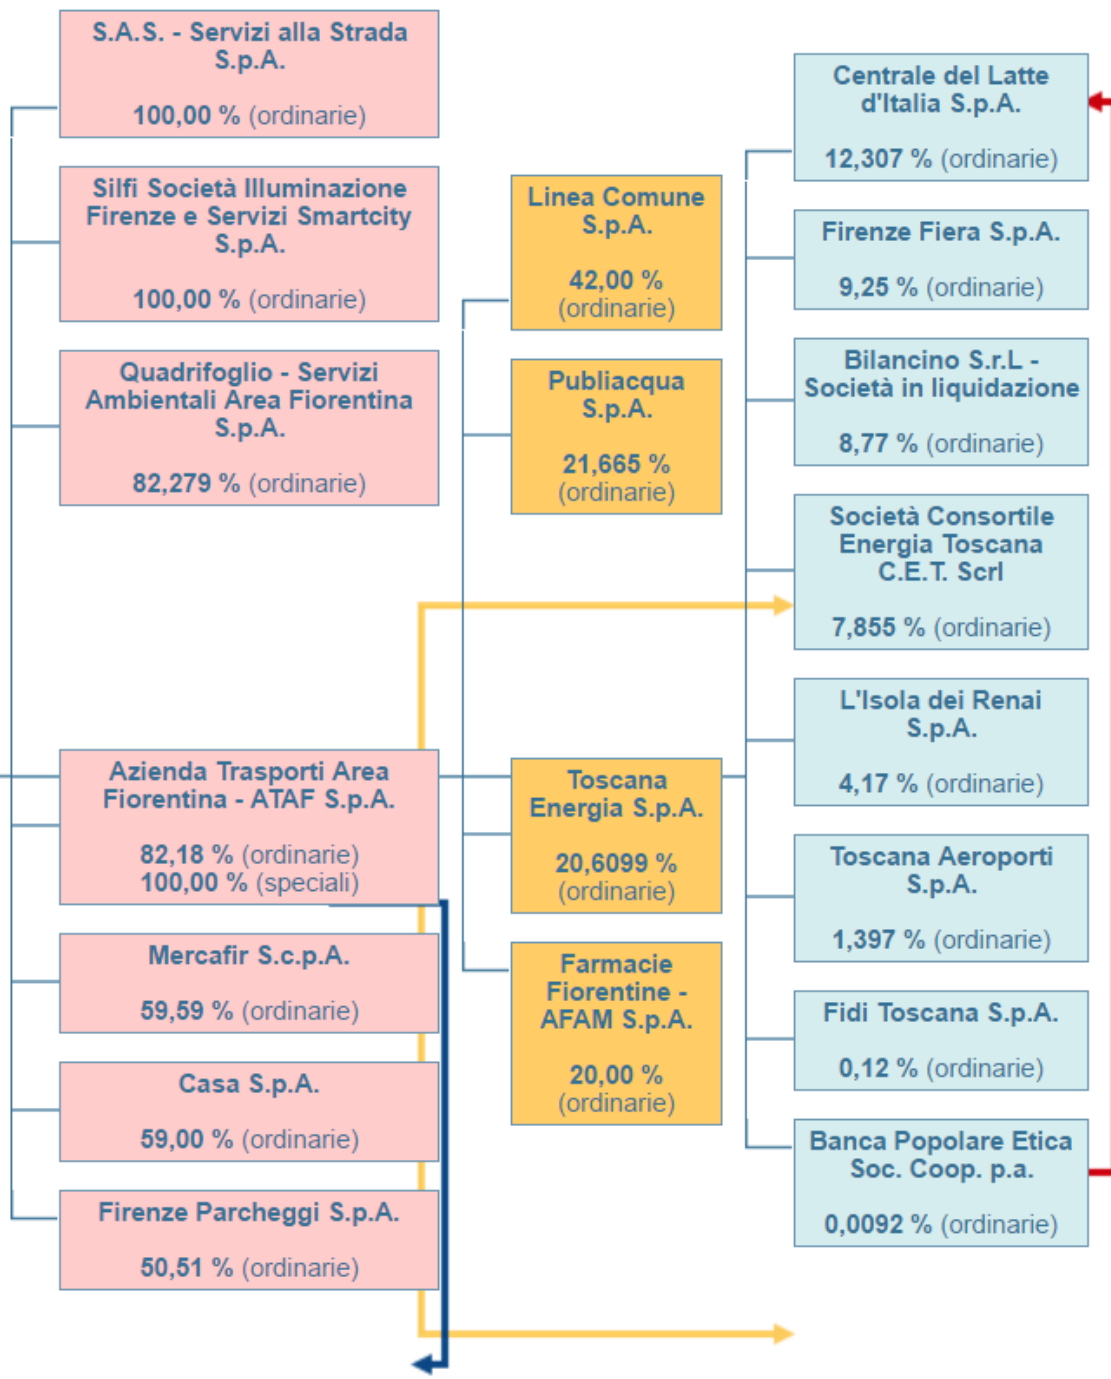 S.A.S. - Servizi alla Strada
S.p.A.
100,00 % (ordinarie)
Silfi Società Illuminazione
Firenze e Servizi Smartcity
S.p.A.
100,00 % (ordinarie)
Quadrifoglio - Servizi
Ambientali Area Fiorentina
S.p.A.
82,279 % (ordinarie)
Azienda Trasporti Area
Fiorentina - ATAF S.p.A.
82,18 % (ordinarie)
100,00 % (speciali)
Mercafir S.c.p.A.
59,59 % (ordinarie)
Casa S.p.A.
59,00 % (ordinarie)
Firenze Parcheggi S.p.A.
50,51 % (ordinarie)
Linea Comune
S.p.A.
42,00 %
(ordinarie)
Publiacqua
S.p.A.
21,665 %
(ordinarie)
Toscana
Energia S.p.A.
20,6099 %
(ordinarie)
Farmacie
Fiorentine -
AFAM S.p.A.
20,00 %
(ordinarie)
Centrale del Latte
d'Italia S.p.A.
12,307 % (ordinarie)
Firenze Fiera S.p.A.
9,25 % (ordinarie)
Bilancino S.r.L -
Società in liquidazione
8,77 % (ordinarie)
Società Consortile
Energia Toscana
C.E.T. Scrl
7,855 % (ordinarie)
L'Isola dei Renai
S.p.A.
4,17 % (ordinarie)
Toscana Aeroporti
S.p.A.
1,397 % (ordinarie)
Fidi Toscana S.p.A.
0,12 % (ordinarie)
Banca Popolare Etica
Soc. Coop. p.a.
0,0092 % (ordinarie)